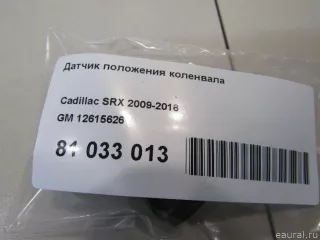 Датчик положения коленвала
Cadillac SRX 2009-2016
GM 12615626
81 033 013
© eaural.ru